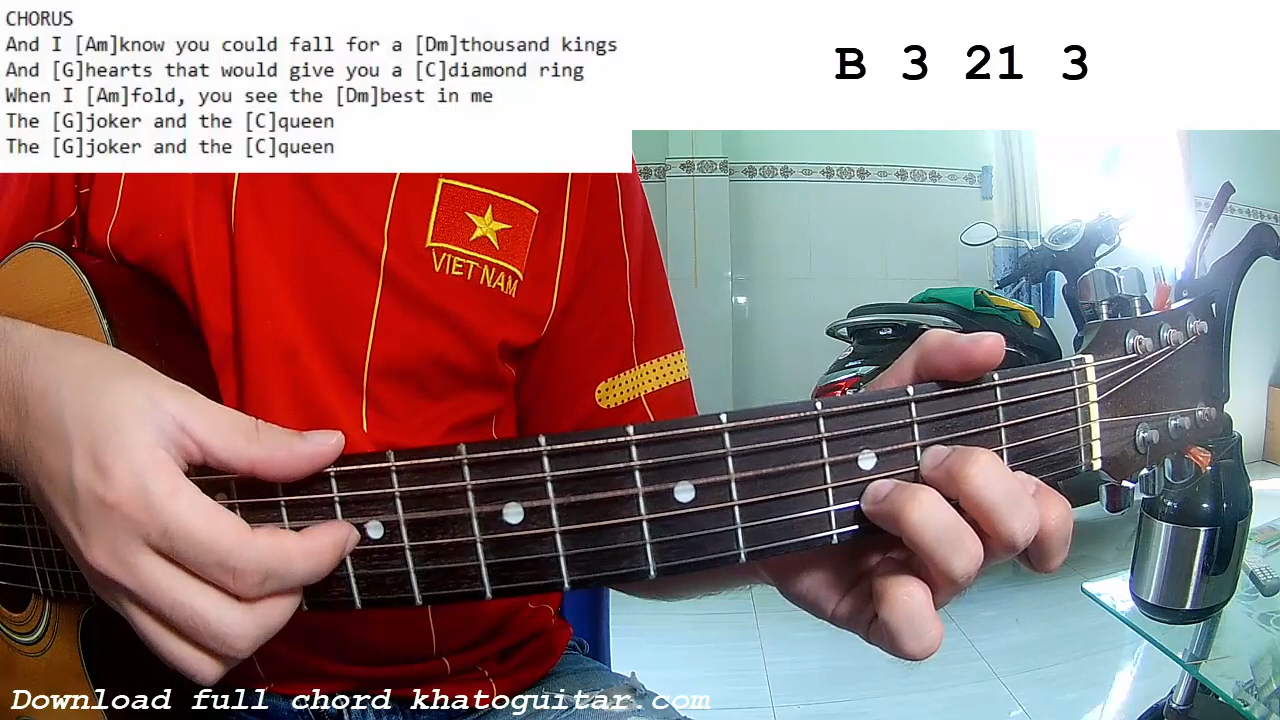 CHORUS
And I [Am]know you could fall for a [Dm]thousand kings
And [G]hearts that would give you a [C]diamond ring
When I [Am]fold, you see the [Dm]best in me
The [G]joker and the [C]queen
The [G]joker and the [C]queen
B 3 21 3
VIET NAM
Download full chord khatoguitar.com